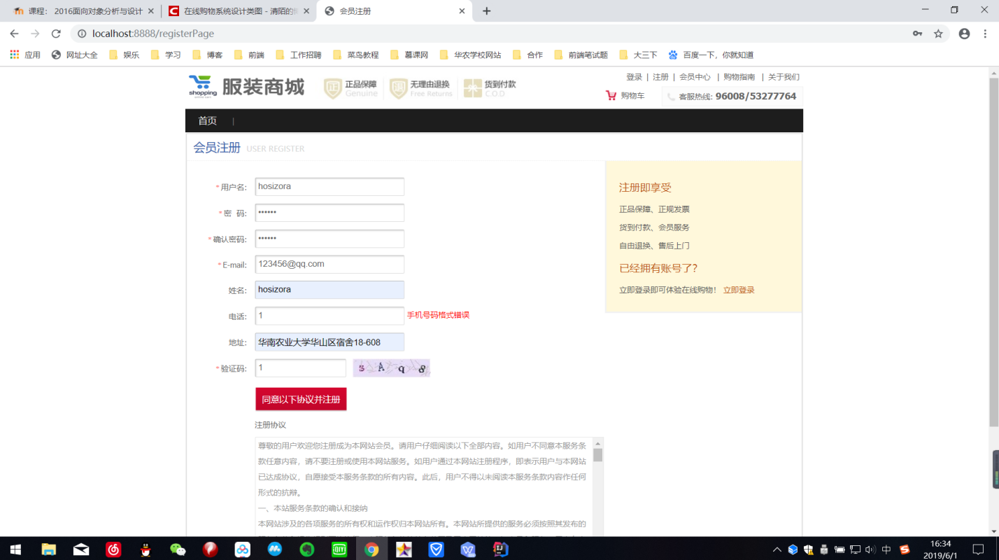 课程： 2016面向对象分析与设计
在线购物系统设计类图 - 清陌的
会员注册
localhost:8888/registerPage
应用 网址大全 娱乐 学习 博客 前端 工作招聘 菜鸟教程 慕课网 华农学校网站 合作 前端笔试题 大三下 百度一下，你就知道
登录 | 注册 | 会员中心 | 购物指南 | 关于我们
shopping 服装商城 正品保障 Genuine 无理由退换 Free Returns 货到付款 C.O.D
购物车 客服热线: 96008/53277764
首页 |
会员注册 USER REGISTER
*用户名: hosizora
*密 码: ••••••
*确认密码: ••••••
*E-mail: 123456@qq.com
姓名: hosizora
电话: 1 手机号码格式错误
地址: 华南农业大学华山区宿舍18-608
*验证码: 1 5 A q 8
同意以下协议并注册
注册协议
尊敬的用户欢迎您注册成为本网站会员。请用户仔细阅读以下全部内容。如用户不同意本服务条
款任意内容，请不要注册或使用本网站服务。如用户通过本网站注册程序，即表示用户与本网站
已达成协议，自愿接受本服务条款的所有内容。此后，用户不得以未阅读本服务条款内容作任何
形式的抗辩。
一、本站服务条款的确认和接纳
本网站涉及的各项服务的所有权和运作权归本网站所有。本网站所提供的服务必须按照其发布的
注册即享受
正品保障、正规发票
货到付款、会员服务
自由退换、售后上门
已经拥有账号了?
立即登录即可体验在线购物! 立即登录
DIY
IJ
中
16:34
2019/6/1